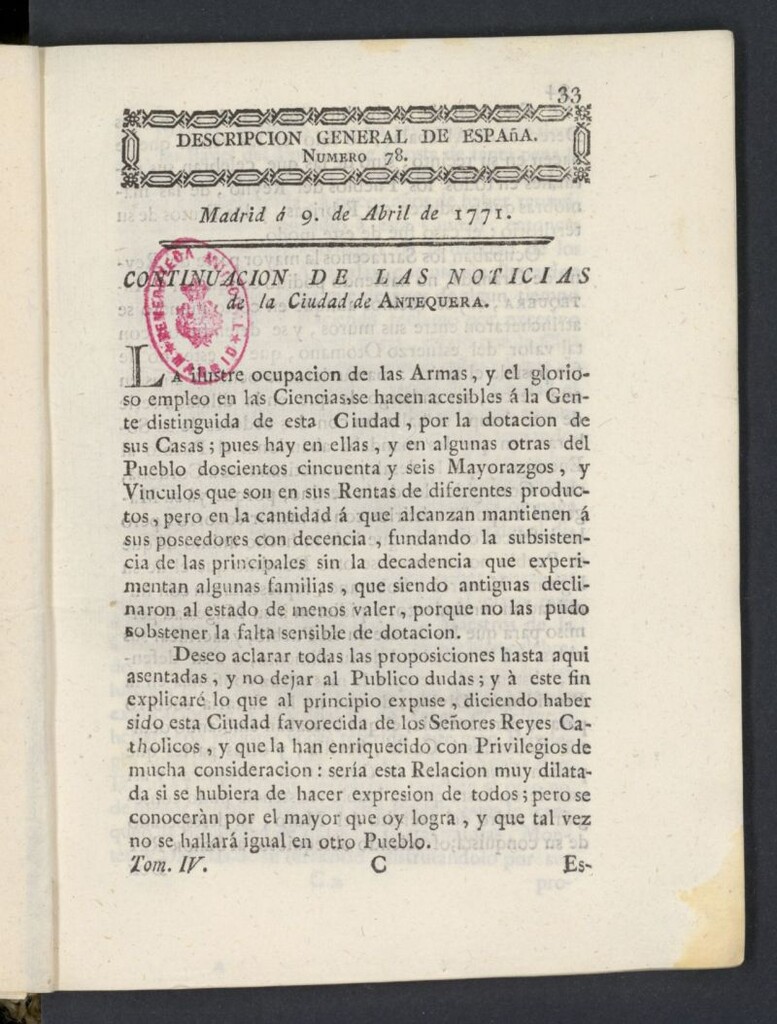 33
DESCRIPCION GENERAL DE ESPAñA.
NUMERO 78.
Madrid á 9. de Abril de 1771.
CONTINUACION DE LAS NOTICIAS
de la Ciudad de ANTEQUERA.
HEMEROTECA MUNICIPAL
MADRID
LA ilustre ocupacion de las Armas, y el glorio-
so empleo en las Ciencias, se hacen acesibles á la Gen-
te distinguida de esta Ciudad, por la dotacion de
sus Casas; pues hay en ellas, y en algunas otras del
Pueblo doscientos cincuenta y seis Mayorazgos, y
Vinculos que son en sus Rentas de diferentes produc-
tos, pero en la cantidad á que alcanzan mantienen á
sus poseedores con decencia, fundando la subsisten-
cia de las principales sin la decadencia que experi-
mentan algunas familias, que siendo antiguas decli-
naron al estado de menos valer, porque no las pudo
sobstener la falta sensible de dotacion.
Deseo aclarar todas las proposiciones hasta aqui
asentadas, y no dejar al Publico dudas; y à este fin
explicaré lo que al principio expuse, diciendo haber
sido esta Ciudad favorecida de los Señores Reyes Ca-
tholicos, y que la han enriquecido con Privilegios de
mucha consideracion: sería esta Relacion muy dilata-
da si se hubiera de hacer expresion de todos; pero se
conoceràn por el mayor que oy logra, y que tal vez
no se hallará igual en otro Pueblo.
Tom. IV. C Es-